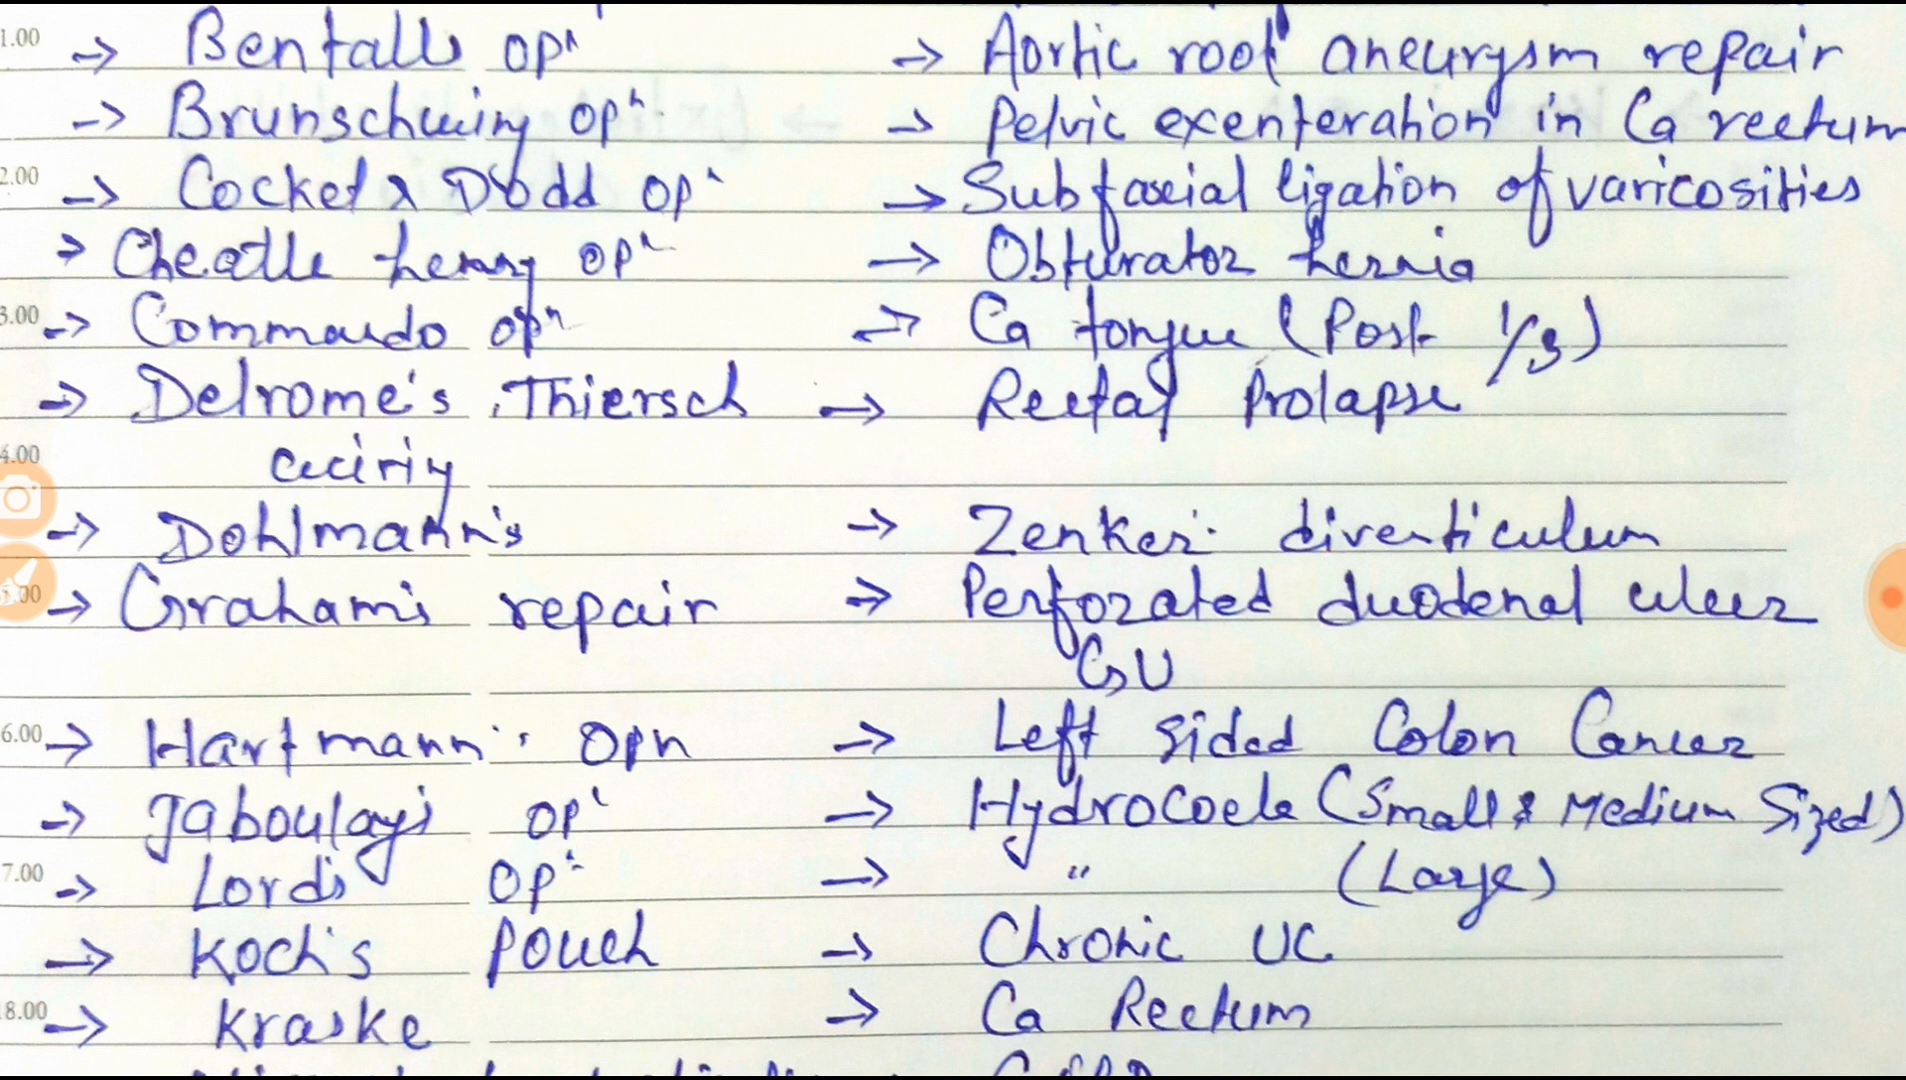 1.00 -> Bentalls opn -> Aortic root aneurysm repair
-> Brunschwing opn -> Pelvic exenteration in Ca rectum
2.00 -> Cocket & Dodd opn -> Subfascial ligation of varicosities
-> Cheatle henry opn -> Obturator hernia
3.00 -> Commando opn -> Ca tongue (Post 1/3)
-> Delrome's, Thiersch -> Rectal Prolapse
4.00
-> Dohlmann's -> Zenker diverticulum
.00 -> Graham's repair -> Perforated duodenal ulcer
GU
6.00 -> Hartmann's Opn -> Left sided Colon Cancer
-> Jaboulay's opn -> Hydrocoele (Small & Medium Sized)
7.00 -> Lord's opn -> " (Large)
-> Koch's pouch -> Chronic UC
8.00 -> Kraske -> Ca Rectum